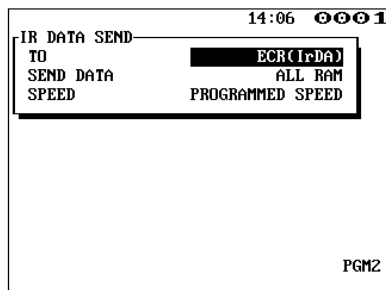 14:06 0001
IR DATA SEND
TO ECR(IrDA)
SEND DATA ALL RAM
SPEED PROGRAMMED SPEED
PGM2